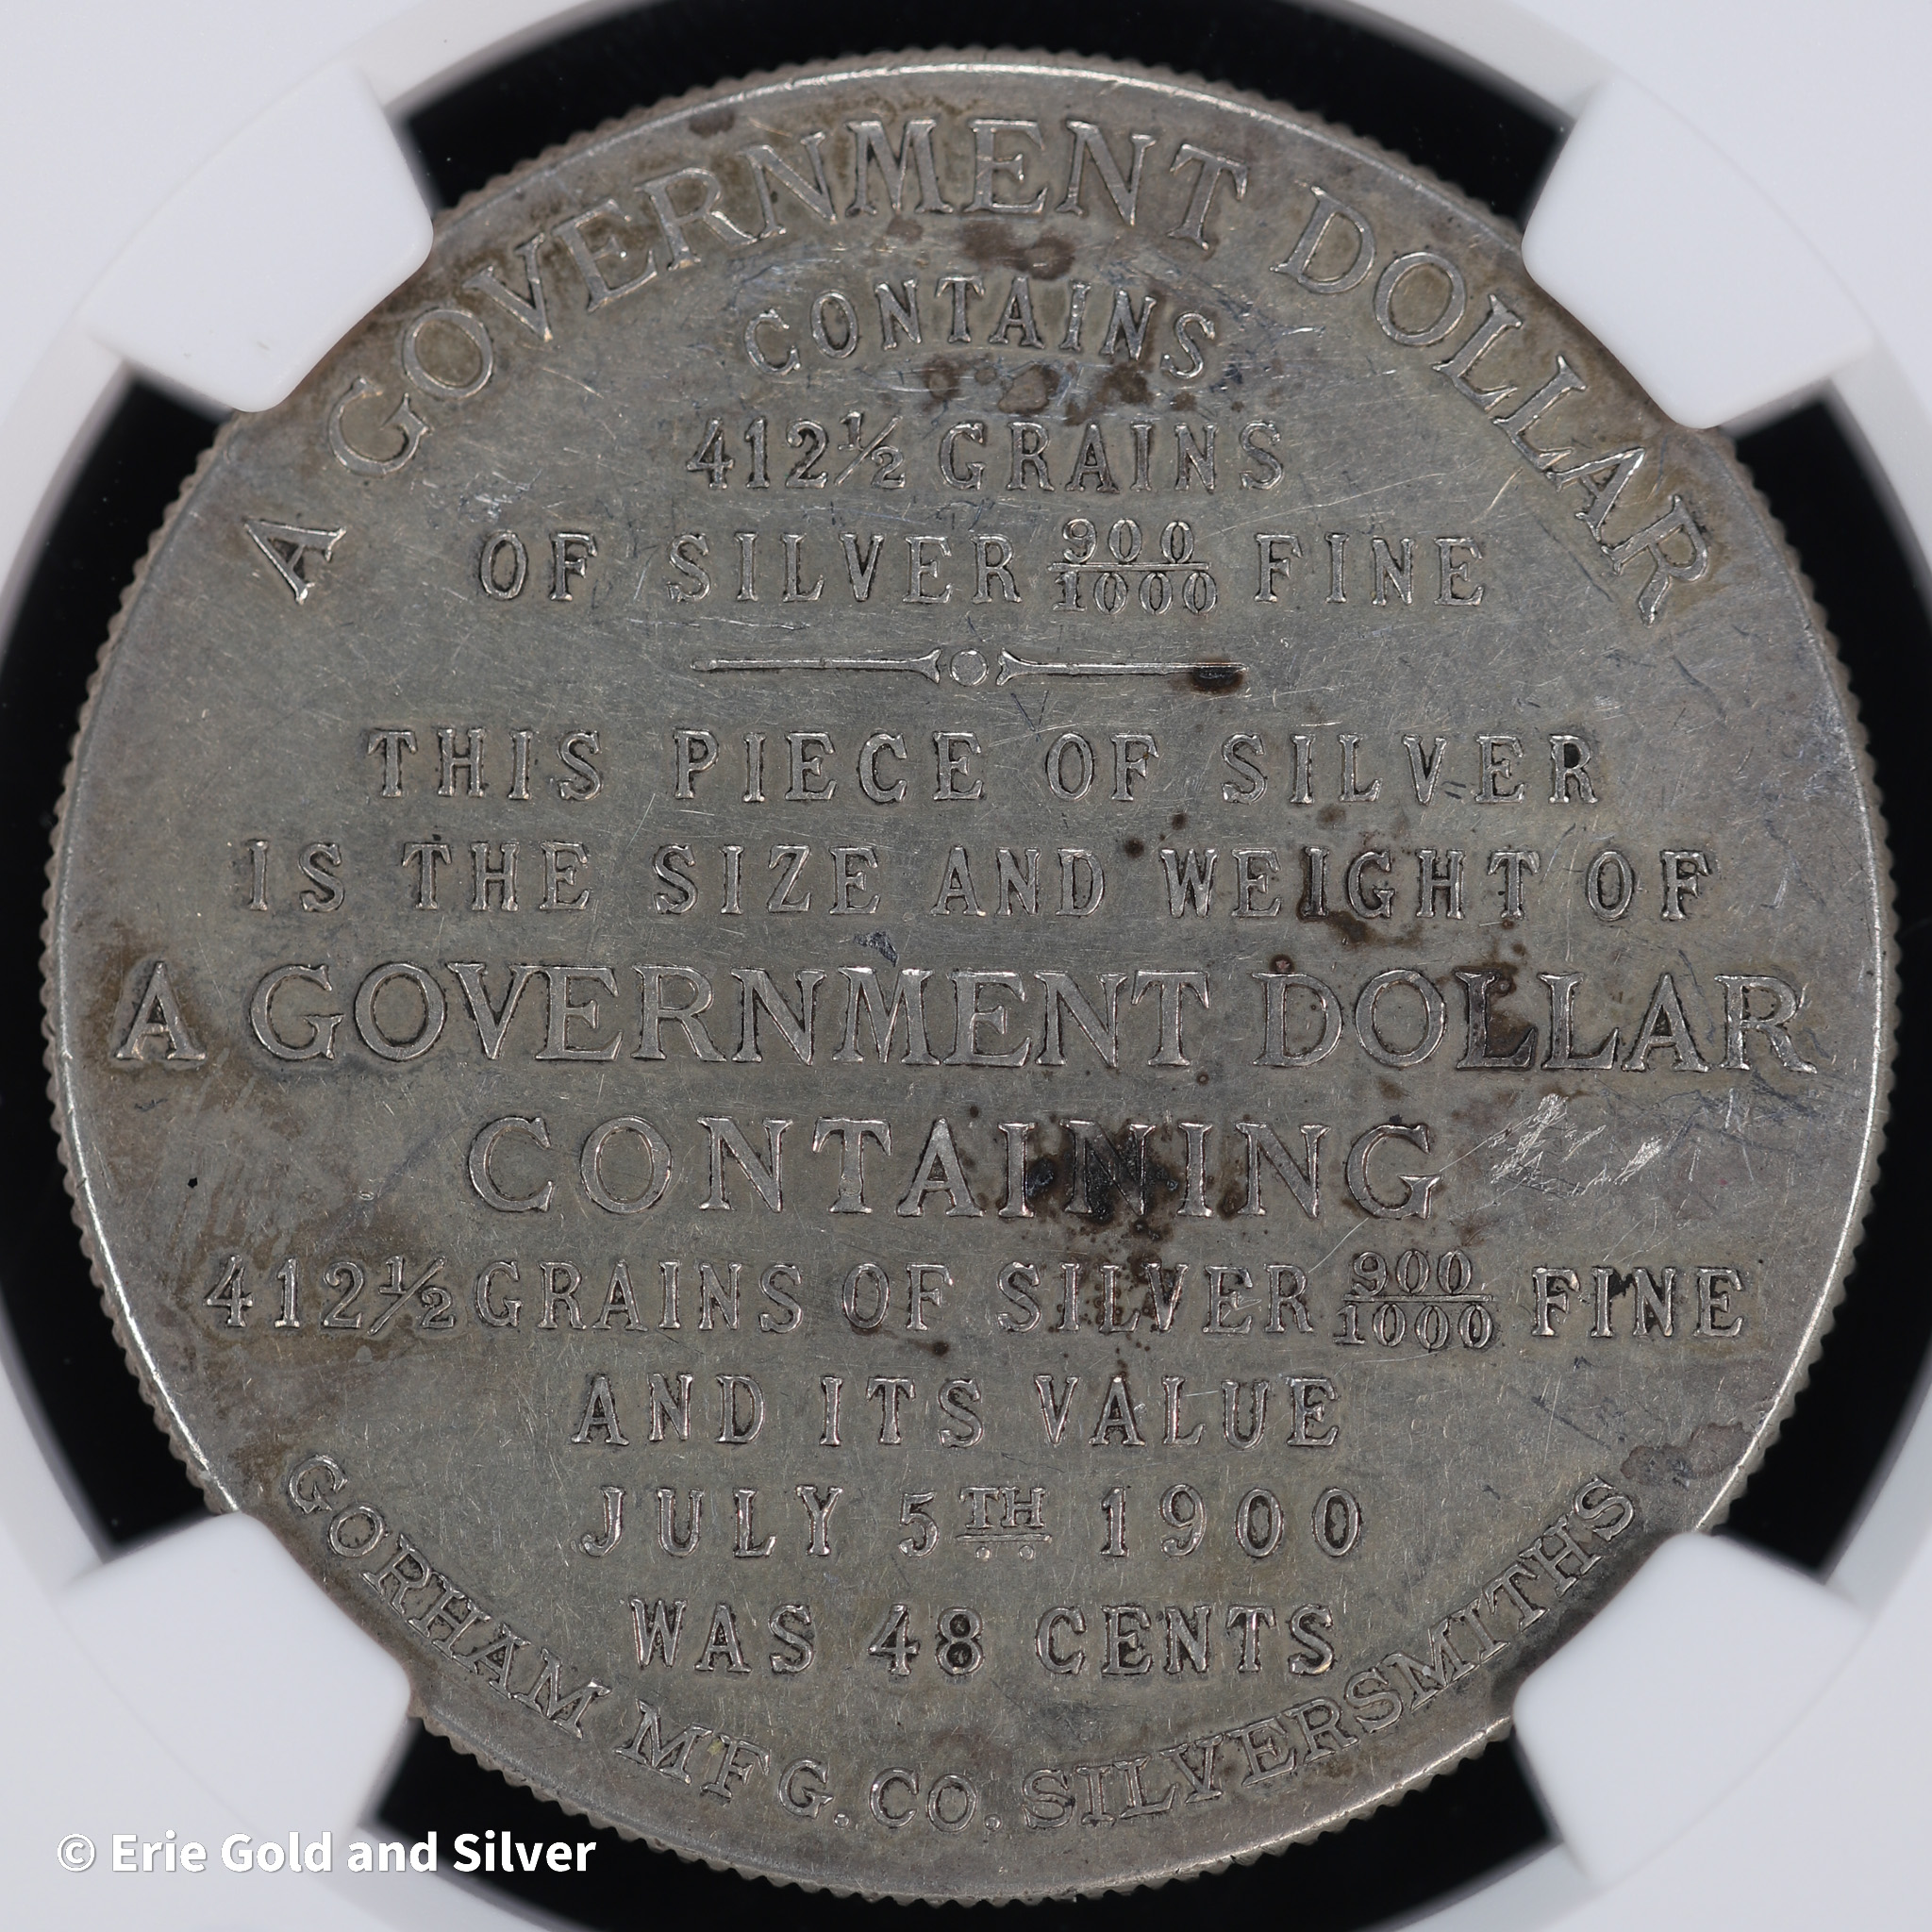 A GOVERNMENT DOLLAR
CONTAINS
412½ GRAINS
OF SILVER 900/1000 FINE
THIS PIECE OF SILVER
IS THE SIZE AND WEIGHT OF
A GOVERNMENT DOLLAR
CONTAINING
412½ GRAINS OF SILVER 900/1000 FINE
AND ITS VALUE
JULY 5TH 1900
WAS 48 CENTS
GORHAM MFG. CO. SILVERSMITHS
© Erie Gold and Silver